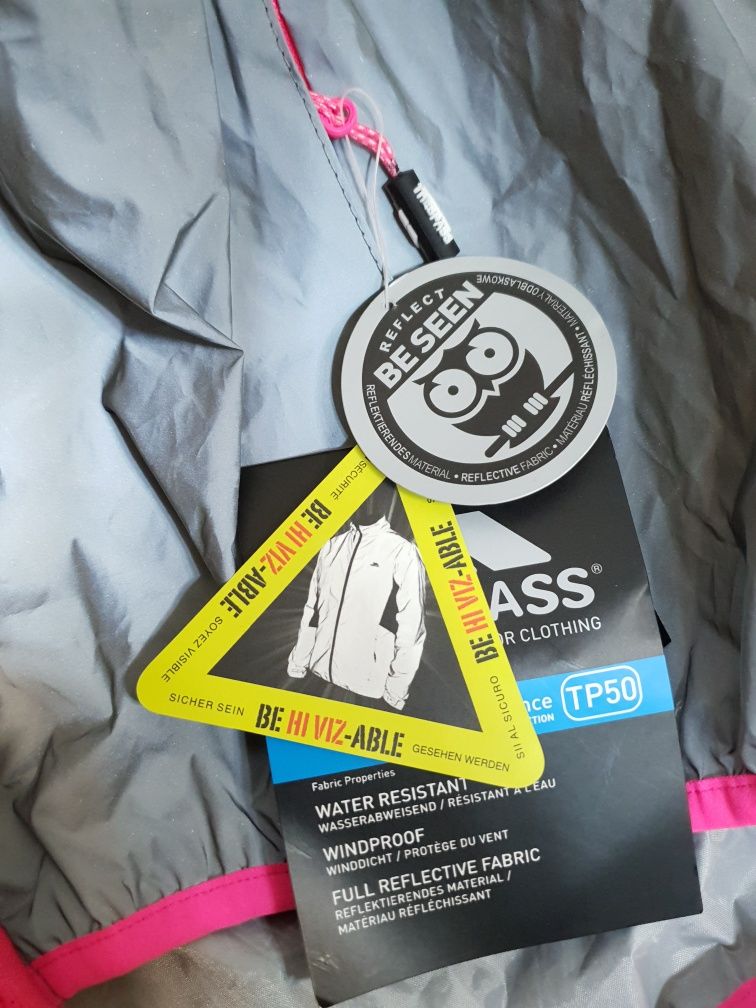 TRESPASS
REFLECT
BE SEEN
REFLEKTIERENDES MATERIAL • REFLECTIVE FABRIC • MATÉRIAU RÉFLÉCHISSANT • MATERIAŁY ODBLASKOWE
SÉCURITÉ
BE HI VIZ-ABLE
SOYEZ VISIBLE
BE HI VIZ-ABLE
SII AL SICURO
SICHER SEIN
BE HI VIZ-ABLE
GESEHEN WERDEN
ASS®
OR CLOTHING
nce
TP50
CTION
Fabric Properties
WATER RESISTANT
WASSERABWEISEND / RÉSISTANT À L'EAU
WINDPROOF
WINDDICHT / PROTÈGE DU VENT
FULL REFLECTIVE FABRIC
REFLEKTIERENDES MATERIAL /
MATÉRIAU RÉFLÉCHISSANT